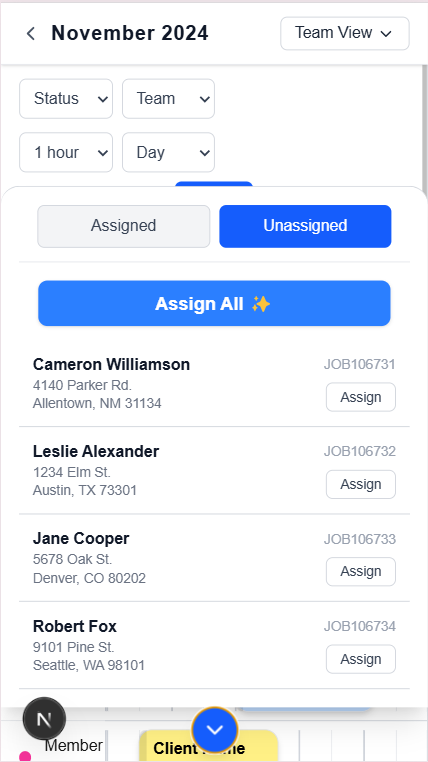 November 2024
Team View
Status
Team
1 hour
Day
Assigned
Unassigned
Assign All ✨
Cameron Williamson
JOB106731
4140 Parker Rd.
Allentown, NM 31134
Assign
Leslie Alexander
JOB106732
1234 Elm St.
Austin, TX 73301
Assign
Jane Cooper
JOB106733
5678 Oak St.
Denver, CO 80202
Assign
Robert Fox
JOB106734
9101 Pine St.
Seattle, WA 98101
Assign
N
Member
Client